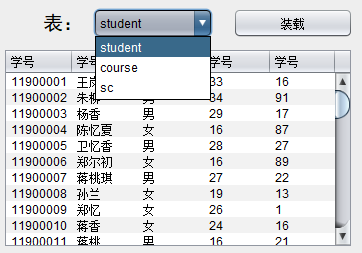 表： student 装载
student
course
sc
学号 学号 学号 学号
11900001 王 33 16
11900002 朱柳 男 34 91
11900003 杨香 男 29 17
11900004 陈忆夏 女 16 87
11900005 卫忆香 男 28 27
11900006 郑尔初 女 16 89
11900007 蒋桃琪 男 27 22
11900008 孙兰 女 19 13
11900009 郑忆 女 26 1
11900010 蒋香 女 24 16
11900011 蒋桃 男 16 21